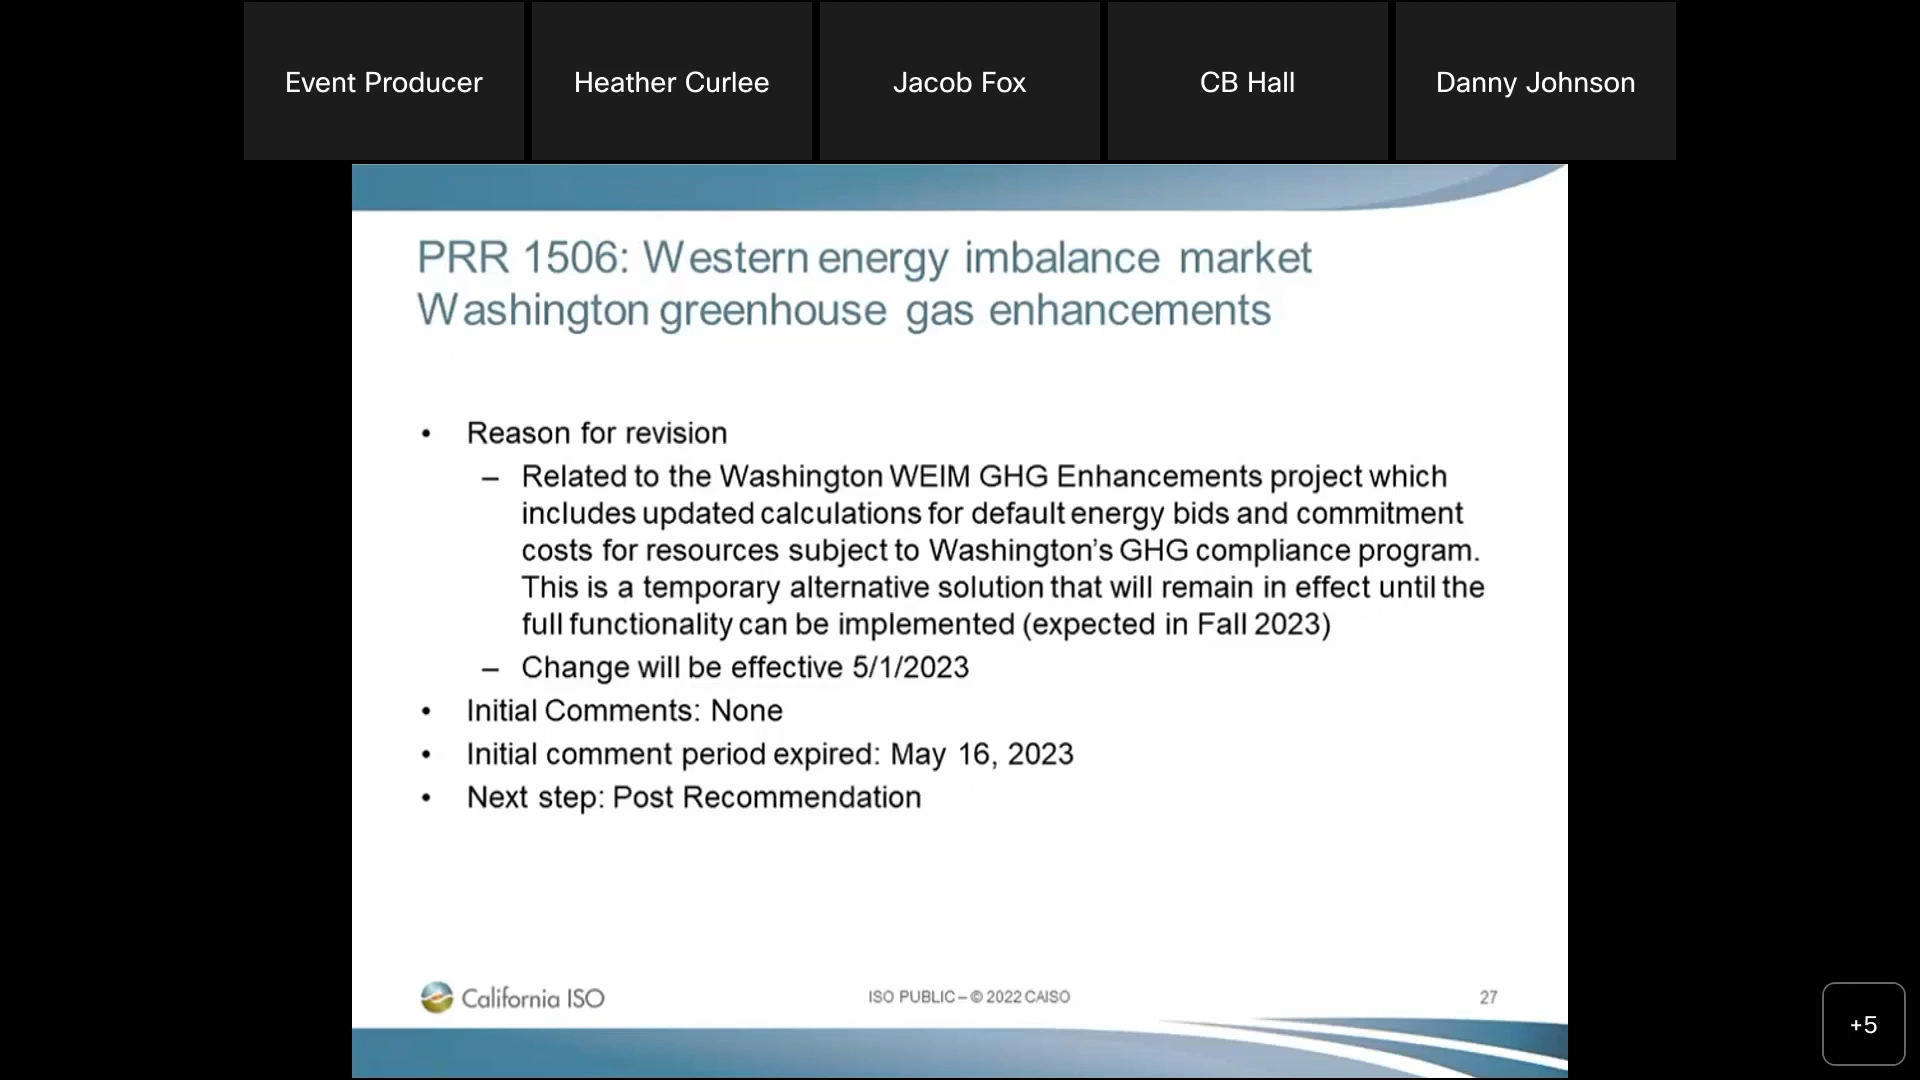 Event Producer
Heather Curlee
Jacob Fox
CB Hall
Danny Johnson
PRR 1506: Western energy imbalance market
Washington greenhouse gas enhancements
• Reason for revision
– Related to the Washington WEIM GHG Enhancements project which
includes updated calculations for default energy bids and commitment
costs for resources subject to Washington’s GHG compliance program.
This is a temporary alternative solution that will remain in effect until the
full functionality can be implemented (expected in Fall 2023)
– Change will be effective 5/1/2023
• Initial Comments: None
• Initial comment period expired: May 16, 2023
• Next step: Post Recommendation
California ISO
ISO PUBLIC – © 2022 CAISO
27
+5